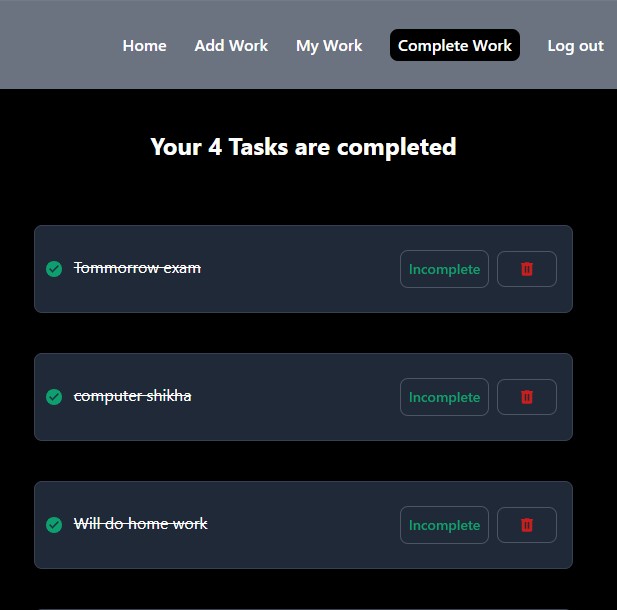 Home Add Work My Work Complete Work Log out
Your 4 Tasks are completed
Tommorrow exam Incomplete
computer shikha Incomplete
Will do home work Incomplete